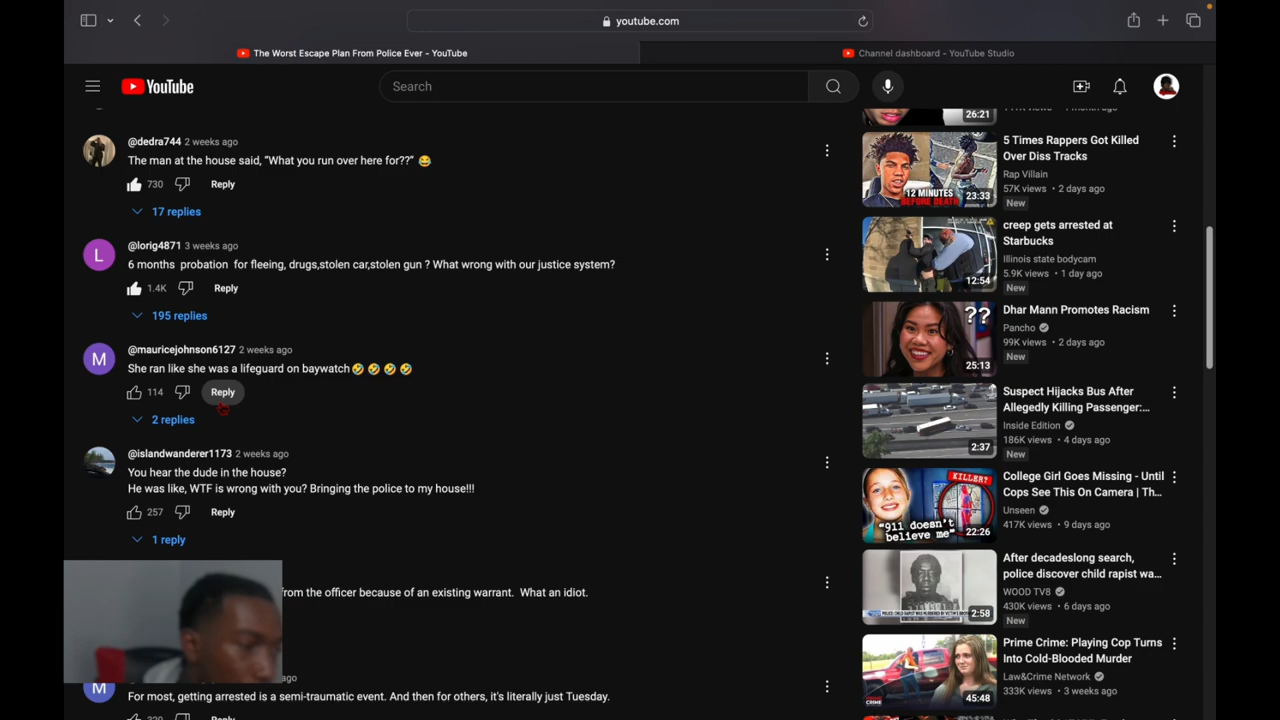 youtube.com
The Worst Escape Plan From Police Ever - YouTube
Channel dashboard - YouTube Studio
YouTube
Search
@dedra744 2 weeks ago
The man at the house said, "What you run over here for??" 😂
730 Reply
17 replies
@lorig4871 3 weeks ago
6 months probation for fleeing, drugs,stolen car,stolen gun ? What wrong with our justice system?
1.4K Reply
195 replies
@mauricejohnson6127 2 weeks ago
She ran like she was a lifeguard on baywatch🤣🤣🤣🤣
114 Reply
2 replies
@islandwanderer1173 2 weeks ago
You hear the dude in the house?
He was like, WTF is wrong with you? Bringing the police to my house!!!
257 Reply
1 reply
from the officer because of an existing warrant. What an idiot.
ago
For most, getting arrested is a semi-traumatic event. And then for others, it's literally just Tuesday.
26:21
month ago
12 MINUTES
BEFORE DEATH
23:33
5 Times Rappers Got Killed
Over Diss Tracks
Rap Villain
57K views • 2 days ago
New
12:54
creep gets arrested at
Starbucks
Illinois state bodycam
5.9K views • 1 day ago
New
??
25:13
Dhar Mann Promotes Racism
Pancho
99K views • 2 days ago
New
2:37
Suspect Hijacks Bus After
Allegedly Killing Passenger:...
Inside Edition
186K views • 4 days ago
New
KILLER?
"911 doesn't
believe me"
22:26
College Girl Goes Missing - Until
Cops See This On Camera | Th...
Unseen
417K views • 9 days ago
2:58
After decadeslong search,
police discover child rapist wa...
WOOD TV8
430K views • 6 days ago
New
PRIME
CRIME
45:48
Prime Crime: Playing Cop Turns
Into Cold-Blooded Murder
Law&Crime Network
333K views • 3 weeks ago